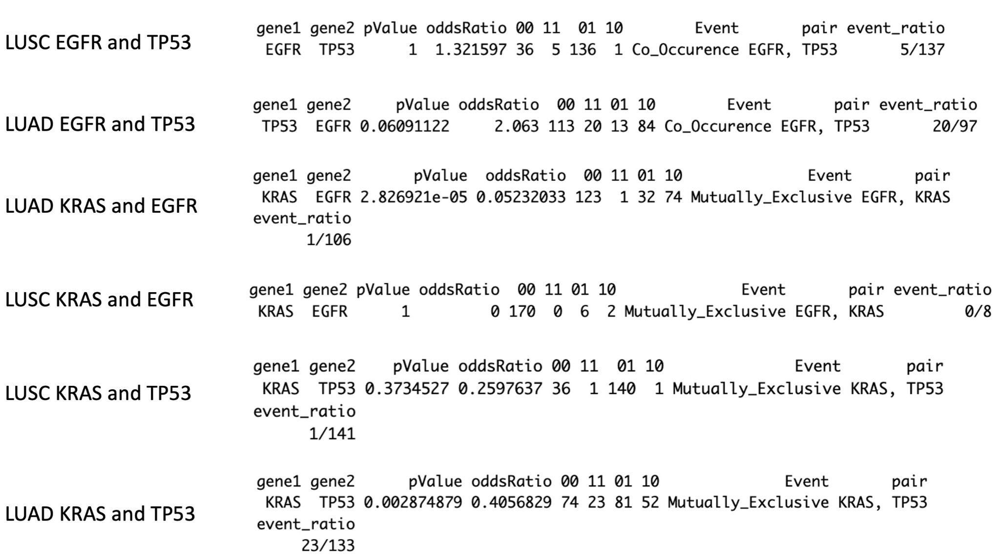 LUSC EGFR and TP53
gene1 gene2 pValue oddsRatio 00 11 01 10 Event pair event_ratio
EGFR TP53 1 1.321597 36 5 136 1 Co_Occurence EGFR, TP53 5/137
LUAD EGFR and TP53
gene1 gene2 pValue oddsRatio 00 11 01 10 Event pair event_ratio
TP53 EGFR 0.06091122 2.063 113 20 13 84 Co_Occurence EGFR, TP53 20/97
LUAD KRAS and EGFR
gene1 gene2 pValue oddsRatio 00 11 01 10 Event pair
KRAS EGFR 2.826921e-05 0.05232033 123 1 32 74 Mutually_Exclusive EGFR, KRAS
event_ratio
1/106
LUSC KRAS and EGFR
gene1 gene2 pValue oddsRatio 00 11 01 10 Event pair event_ratio
KRAS EGFR 1 0 170 0 6 2 Mutually_Exclusive EGFR, KRAS 0/8
LUSC KRAS and TP53
gene1 gene2 pValue oddsRatio 00 11 01 10 Event pair
KRAS TP53 0.3734527 0.2597637 36 1 140 1 Mutually_Exclusive KRAS, TP53
event_ratio
1/141
LUAD KRAS and TP53
gene1 gene2 pValue oddsRatio 00 11 01 10 Event pair
KRAS TP53 0.002874879 0.4056829 74 23 81 52 Mutually_Exclusive KRAS, TP53
event_ratio
23/133